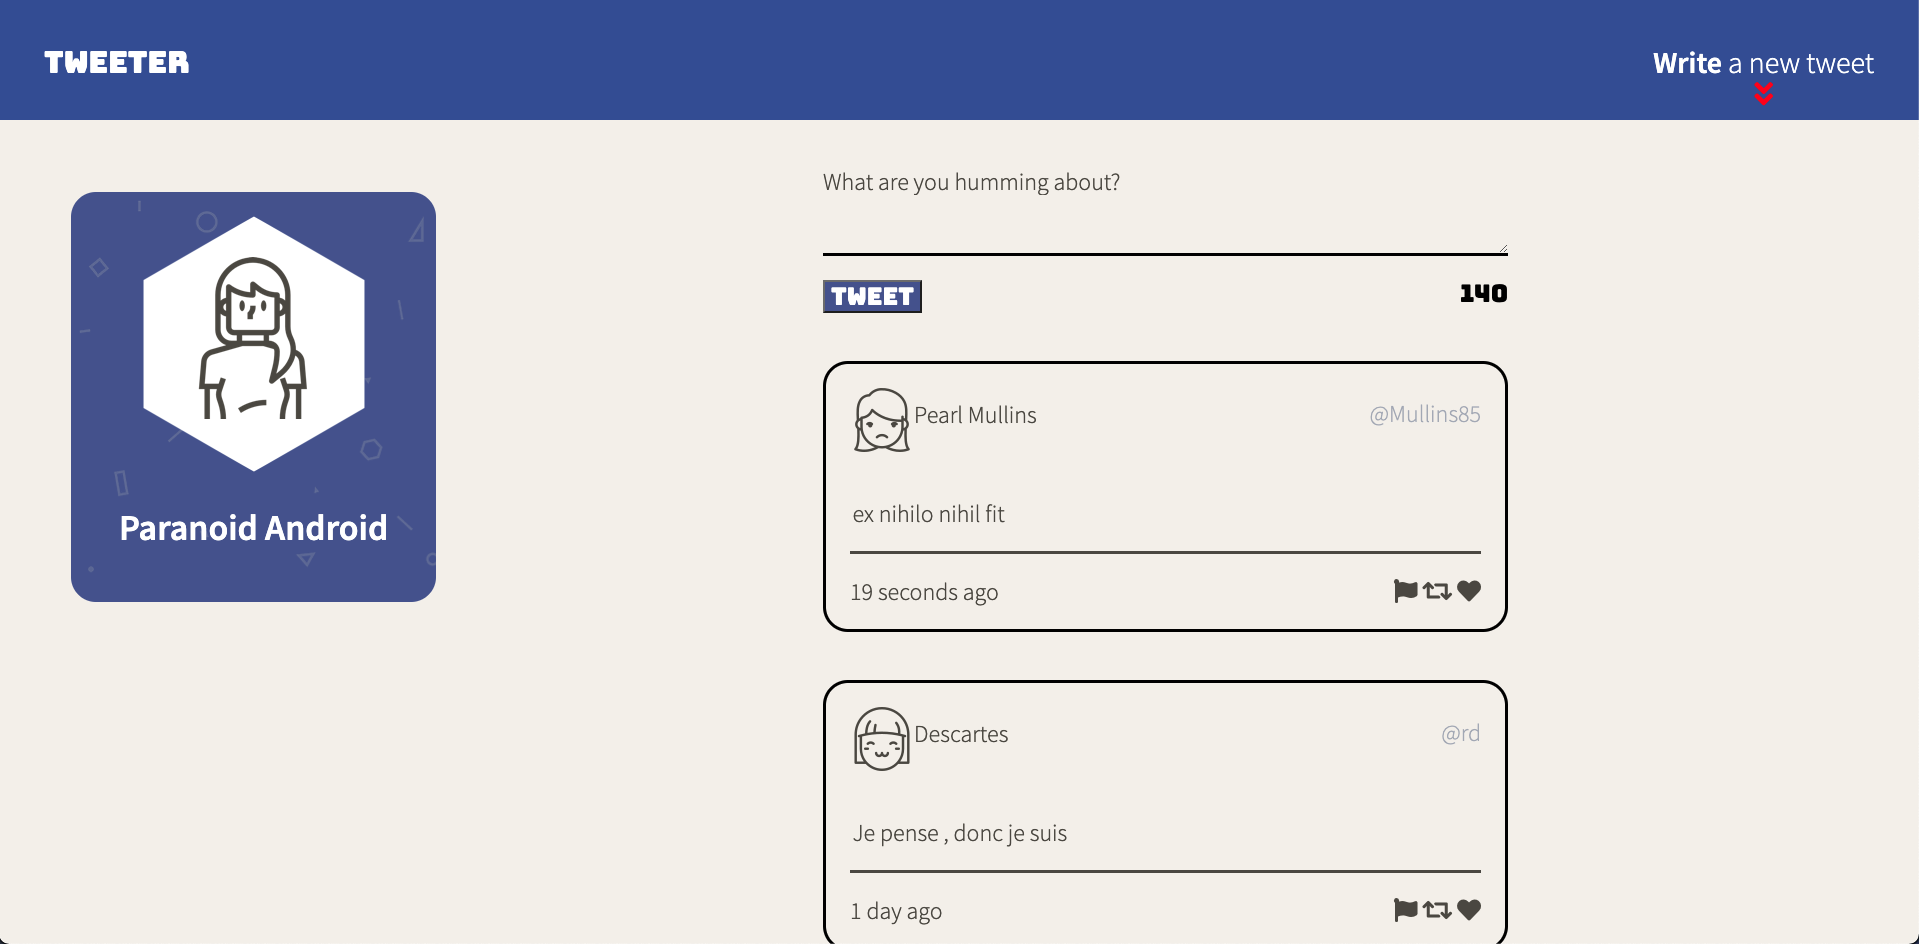 TWEETER
Write a new tweet
Paranoid Android
What are you humming about?
TWEET
140
Pearl Mullins
@Mullins85
ex nihilo nihil fit
19 seconds ago
Descartes
@rd
Je pense , donc je suis
1 day ago